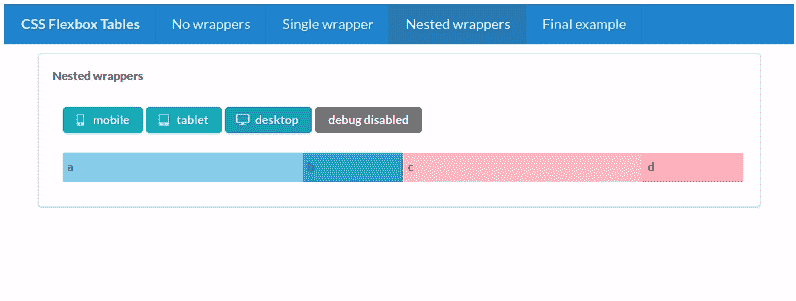 CSS Flexbox Tables No wrappers Single wrapper Nested wrappers Final example
Nested wrappers
mobile tablet desktop debug disabled
a b c d